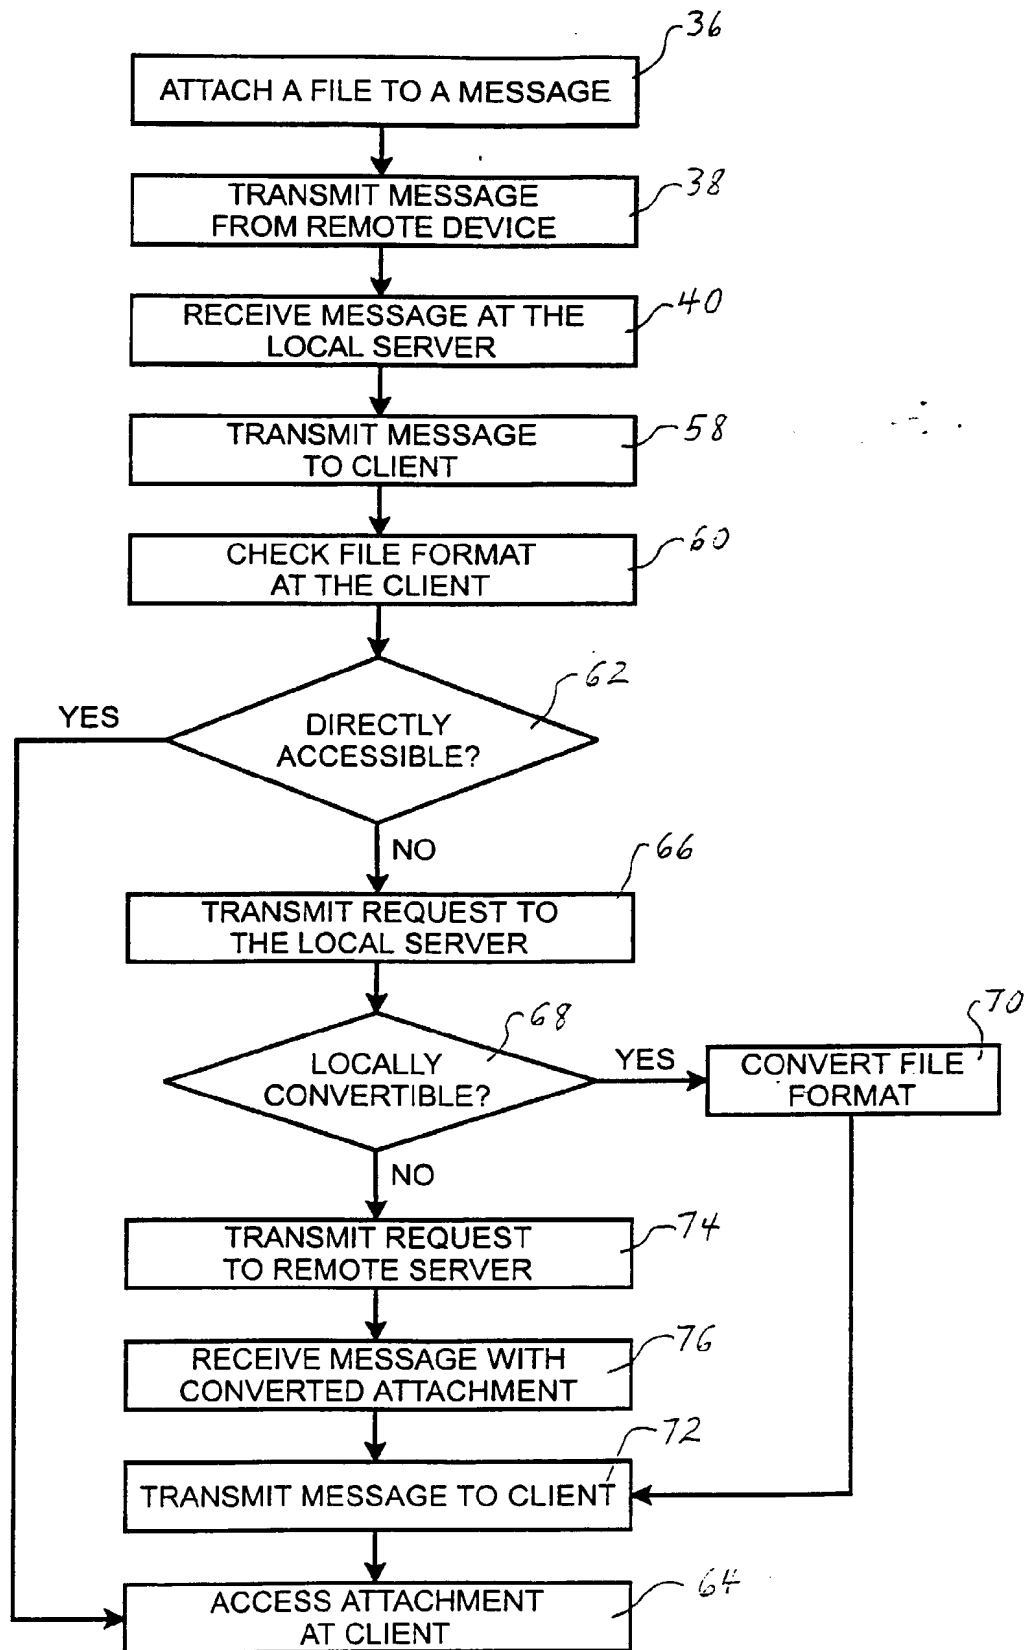 36
ATTACH A FILE TO A MESSAGE
38
TRANSMIT MESSAGE
FROM REMOTE DEVICE
40
RECEIVE MESSAGE AT THE
LOCAL SERVER
58
TRANSMIT MESSAGE
TO CLIENT
60
CHECK FILE FORMAT
AT THE CLIENT
62
YES
DIRECTLY
ACCESSIBLE?
NO
66
TRANSMIT REQUEST TO
THE LOCAL SERVER
68
LOCALLY
CONVERTIBLE?
YES
70
CONVERT FILE
FORMAT
NO
74
TRANSMIT REQUEST
TO REMOTE SERVER
76
RECEIVE MESSAGE WITH
CONVERTED ATTACHMENT
72
TRANSMIT MESSAGE TO CLIENT
64
ACCESS ATTACHMENT
AT CLIENT